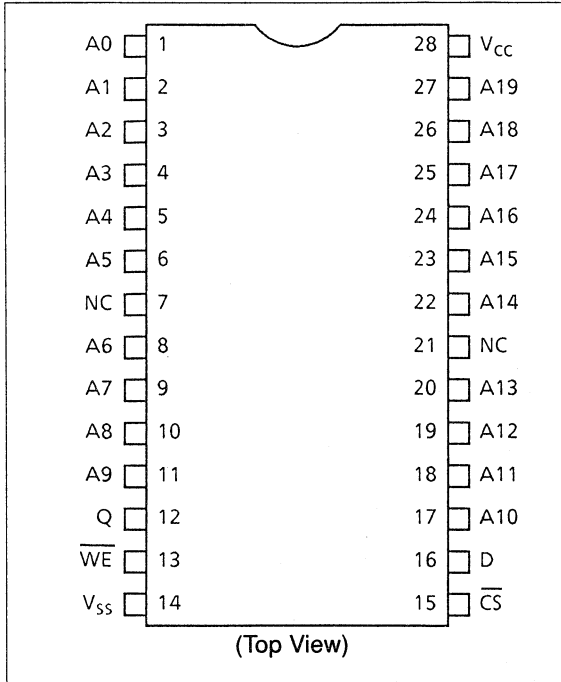 A0 1 28 VCC
A1 2 27 A19
A2 3 26 A18
A3 4 25 A17
A4 5 24 A16
A5 6 23 A15
NC 7 22 A14
A6 8 21 NC
A7 9 20 A13
A8 10 19 A12
A9 11 18 A11
Q 12 17 A10
WE 13 16 D
VSS 14 15 CS
(Top View)